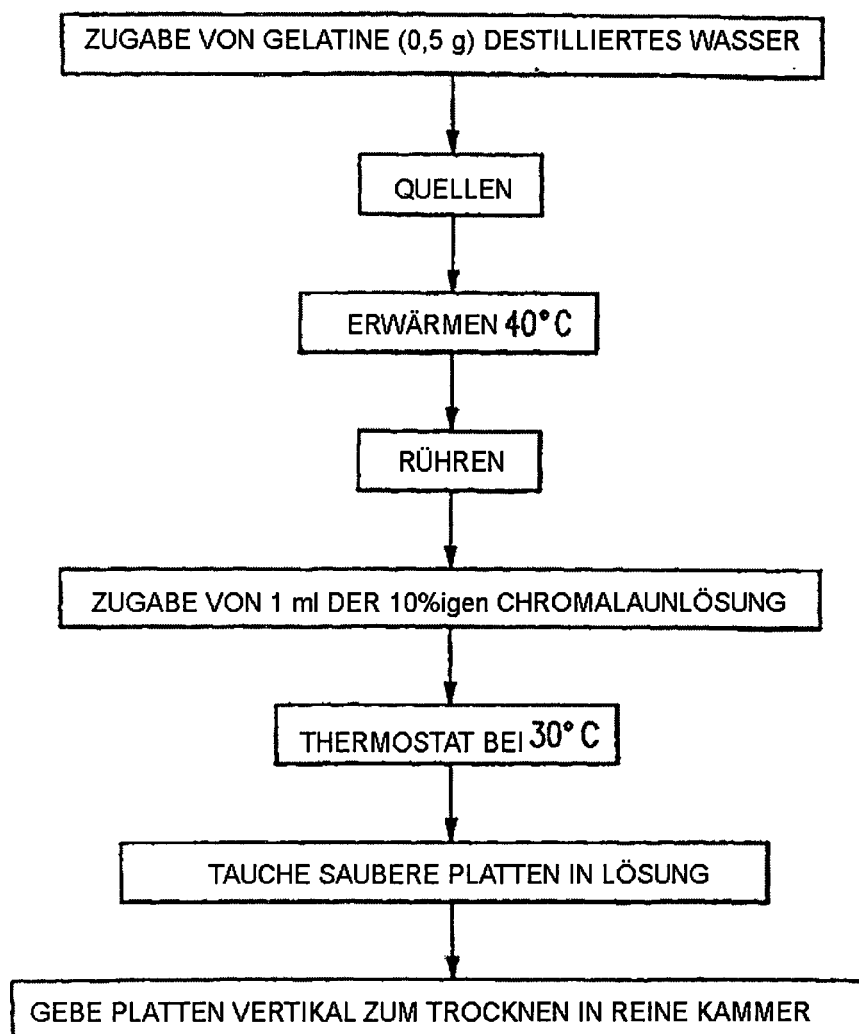 ZUGABE VON GELATINE (0,5 g) DESTILLIERTES WASSER
QUELLEN
ERWÄRMEN 40°C
RÜHREN
ZUGABE VON 1 ml DER 10%igen CHROMALAUNLÖSUNG
THERMOSTAT BEI 30°C
TAUCHE SAUBERE PLATTEN IN LÖSUNG
GEBE PLATTEN VERTIKAL ZUM TROCKNEN IN REINE KAMMER